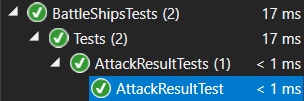 BattleShipsTests (2) 17 ms
Tests (2) 17 ms
AttackResultTests (1) < 1 ms
AttackResultTest < 1 ms